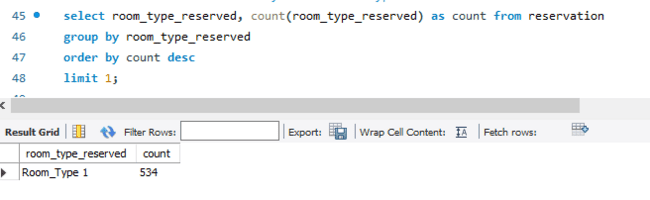 45 select room_type_reserved, count(room_type_reserved) as count from reservation
46 group by room_type_reserved
47 order by count desc
48 limit 1;
Result Grid Filter Rows: Export: Wrap Cell Content: IA Fetch rows:
room_type_reserved count
Room_Type 1 534